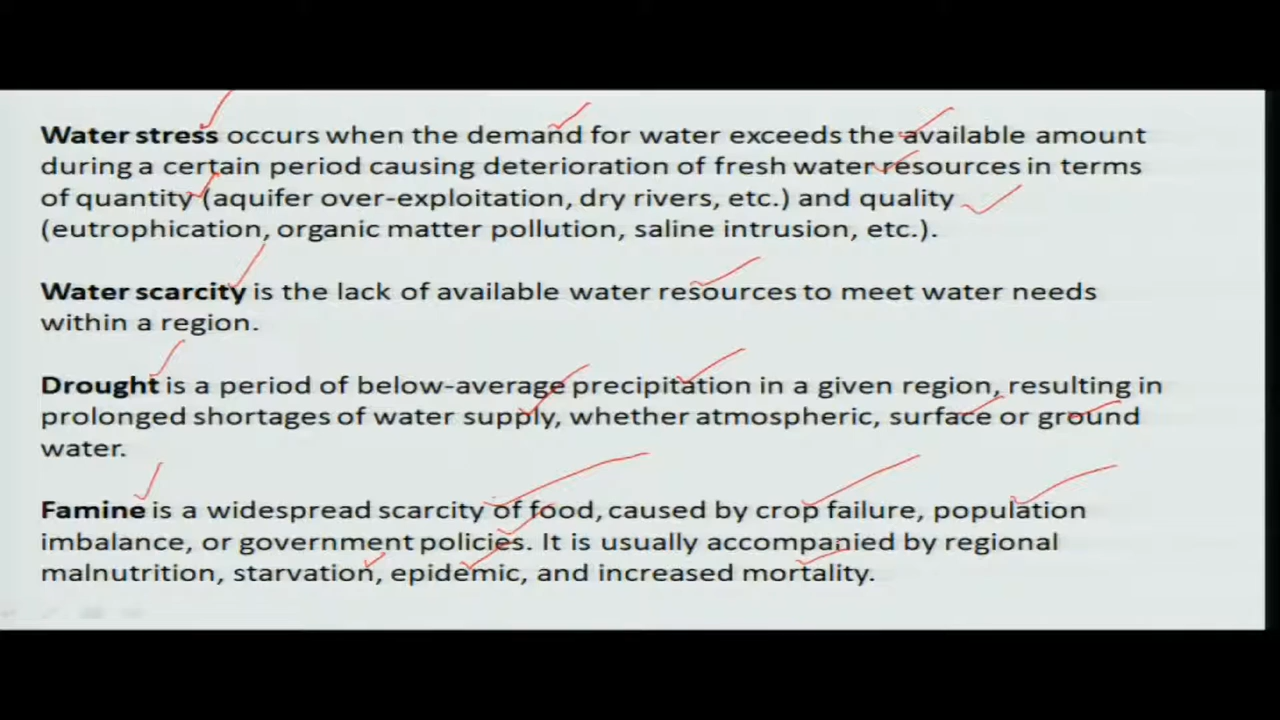 Water stress occurs when the demand for water exceeds the available amount
during a certain period causing deterioration of fresh water resources in terms
of quantity (aquifer over-exploitation, dry rivers, etc.) and quality
(eutrophication, organic matter pollution, saline intrusion, etc.).
Water scarcity is the lack of available water resources to meet water needs
within a region.
Drought is a period of below-average precipitation in a given region, resulting in
prolonged shortages of water supply, whether atmospheric, surface or ground
water.
Famine is a widespread scarcity of food, caused by crop failure, population
imbalance, or government policies. It is usually accompanied by regional
malnutrition, starvation, epidemic, and increased mortality.